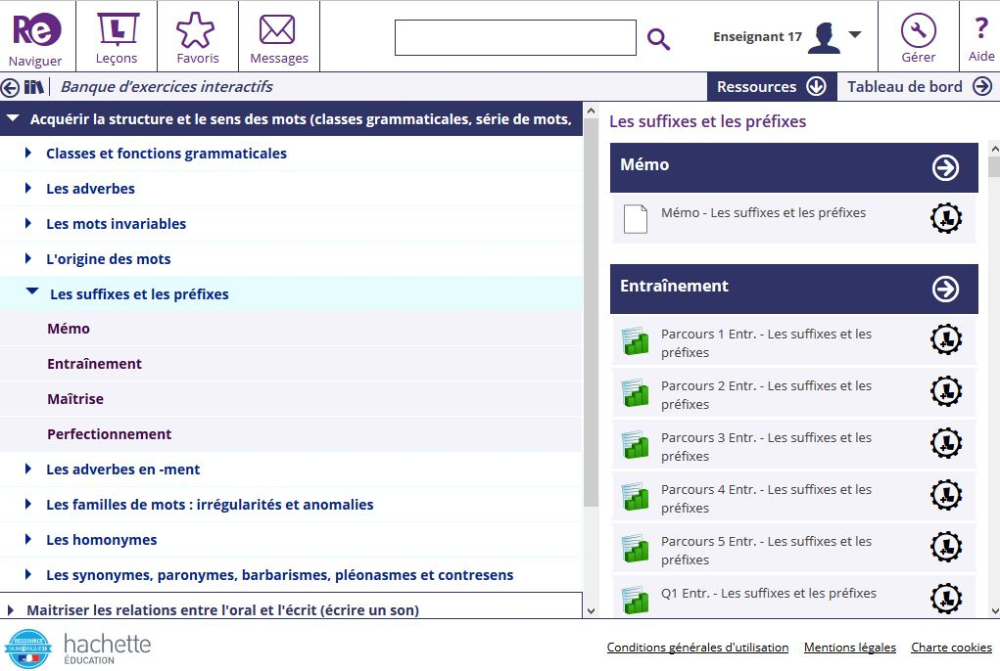 Re
Naviguer
Leçons
Favoris
Messages
Enseignant 17
Gérer
?
Aide
Banque d'exercices interactifs
Ressources
Tableau de bord
Acquérir la structure et le sens des mots (classes grammaticales, série de mots,
Classes et fonctions grammaticales
Les adverbes
Les mots invariables
L'origine des mots
Les suffixes et les préfixes
Mémo
Entraînement
Maîtrise
Perfectionnement
Les adverbes en -ment
Les familles de mots : irrégularités et anomalies
Les homonymes
Les synonymes, paronymes, barbarismes, pléonasmes et contresens
Maitriser les relations entre l'oral et l'écrit (écrire un son)
Les suffixes et les préfixes
Mémo
Mémo - Les suffixes et les préfixes
Entraînement
Parcours 1 Entr. - Les suffixes et les
préfixes
Parcours 2 Entr. - Les suffixes et les
préfixes
Parcours 3 Entr. - Les suffixes et les
préfixes
Parcours 4 Entr. - Les suffixes et les
préfixes
Parcours 5 Entr. - Les suffixes et les
préfixes
Q1 Entr. - Les suffixes et les préfixes
RESSOURCE
NUMÉRIQUE
hachette
ÉDUCATION
Conditions générales d'utilisation
Mentions légales
Charte cookies